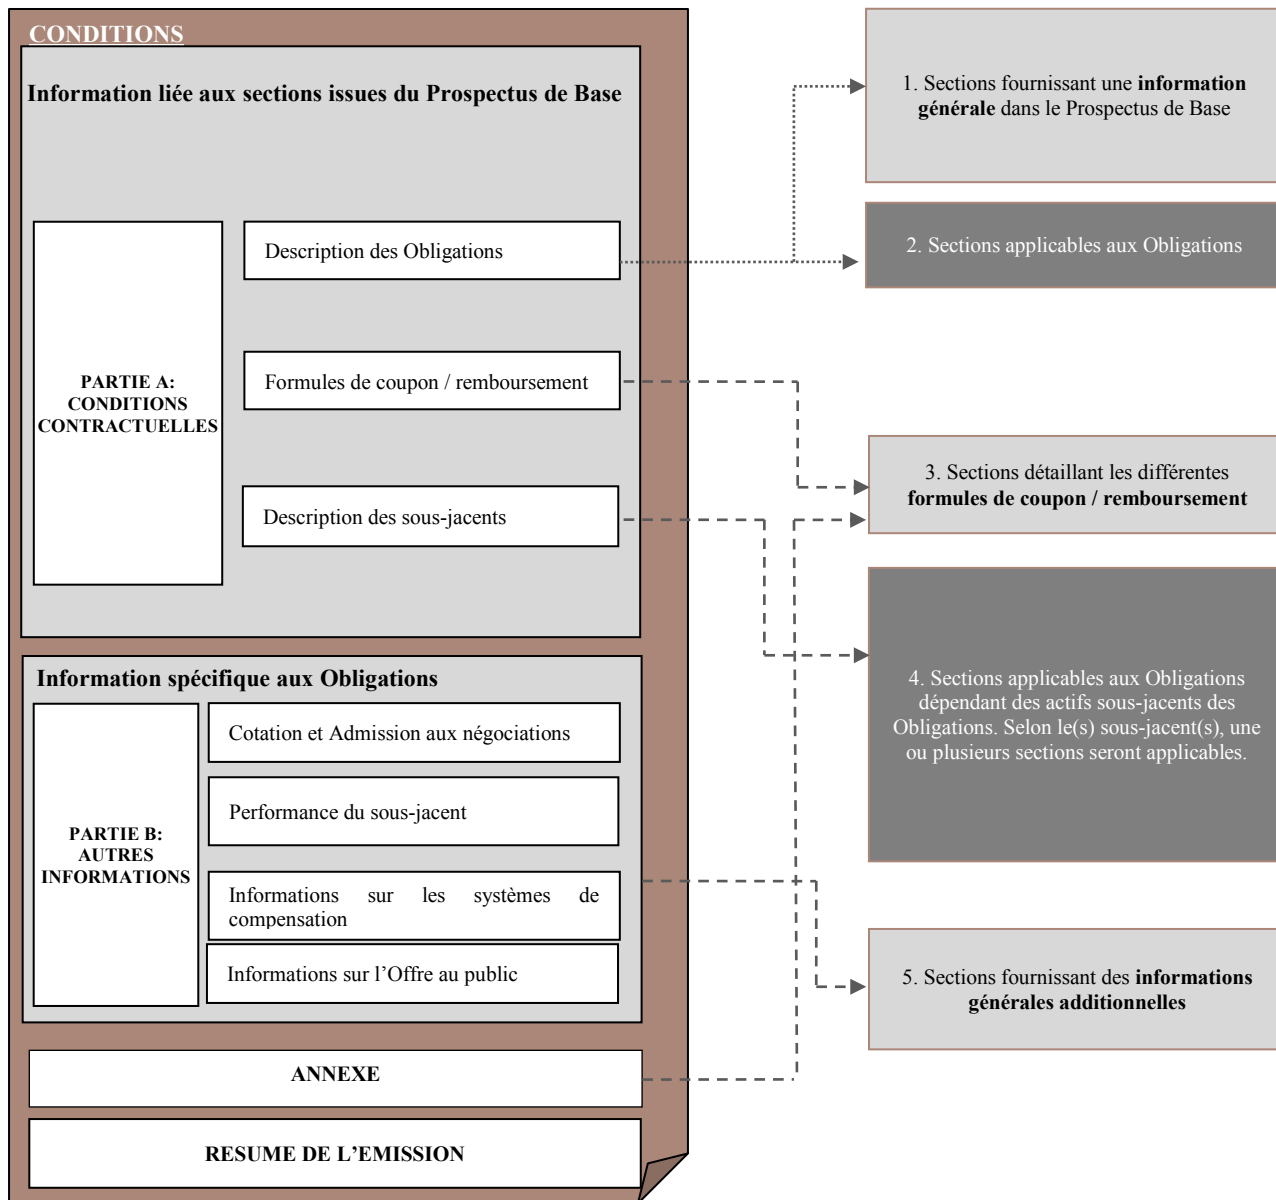 CONDITIONS
Information liée aux sections issues du Prospectus de Base
PARTIE A:
CONDITIONS
CONTRACTUELLES
Description des Obligations
Formules de coupon / remboursement
Description des sous-jacents
Information spécifique aux Obligations
PARTIE B:
AUTRES
INFORMATIONS
Cotation et Admission aux négociations
Performance du sous-jacent
Informations sur les systèmes de
compensation
Informations sur l’Offre au public
ANNEXE
RESUME DE L’EMISSION
1. Sections fournissant une information
générale dans le Prospectus de Base
2. Sections applicables aux Obligations
3. Sections détaillant les différentes
formules de coupon / remboursement
4. Sections applicables aux Obligations
dépendant des actifs sous-jacents des
Obligations. Selon le(s) sous-jacent(s), une
ou plusieurs sections seront applicables.
5. Sections fournissant des informations
générales additionnelles